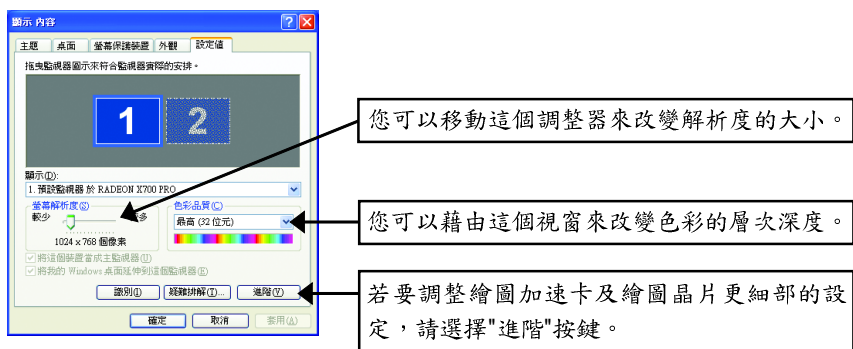 顯示 內容
主題 桌面 螢幕保護裝置 外觀 設定值
拖曳監視器圖示來符合監視器實際的安排。
1 2
您可以移動這個調整器來改變解析度的大小。
顯示(D):
1. 預設監視器 於 RADEON X700 PRO
螢幕解析度(S)
較少 多
1024 x 768 個像素
色彩品質(C)
最高 (32 位元)
您可以藉由這個視窗來改變色彩的層次深度。
將這個裝置當成主監視器(U)
將我的 Windows 桌面延伸到這個監視器(E)
識別(I) 疑難排解(T)... 進階(V)
若要調整繪圖加速卡及繪圖晶片更細部的設
定，請選擇"進階"按鍵。
確定 取消 套用(A)